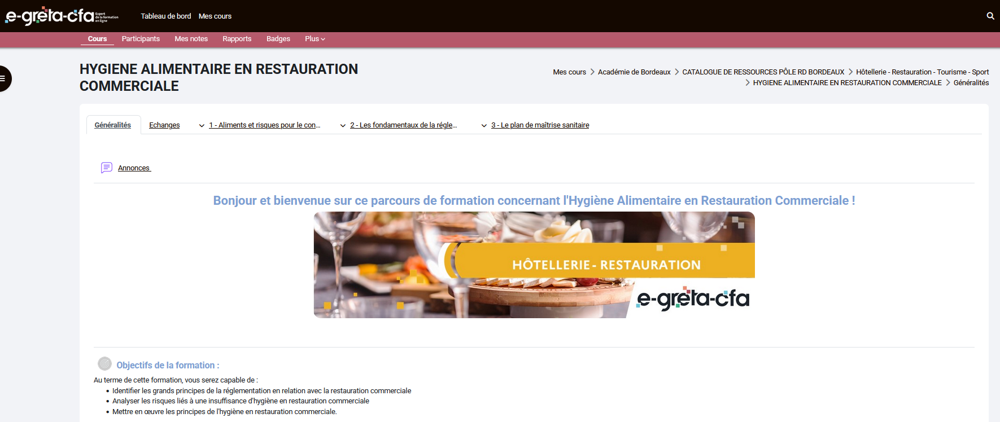 e-greta-cfa Expert de la formation en ligne
Tableau de bord Mes cours
Cours Participants Mes notes Rapports Badges Plus
HYGIENE ALIMENTAIRE EN RESTAURATION
COMMERCIALE
Mes cours > Académie de Bordeaux > CATALOGUE DE RESSOURCES PÔLE RD BORDEAUX > Hôtellerie - Restauration - Tourisme - Sport
> HYGIENE ALIMENTAIRE EN RESTAURATION COMMERCIALE > Généralités
Généralités Echanges 1 - Aliments et risques pour le con... 2 - Les fondamentaux de la régle... 3 - Le plan de maîtrise sanitaire
Annonces
Bonjour et bienvenue sur ce parcours de formation concernant l'Hygiène Alimentaire en Restauration Commerciale !
HÔTELLERIE - RESTAURATION
e-greta-cfa
Objectifs de la formation :
Au terme de cette formation, vous serez capable de :
• Identifier les grands principes de la réglementation en relation avec la restauration commerciale
• Analyser les risques liés à une insuffisance d'hygiène en restauration commerciale
• Mettre en œuvre les principes de l'hygiène en restauration commerciale.